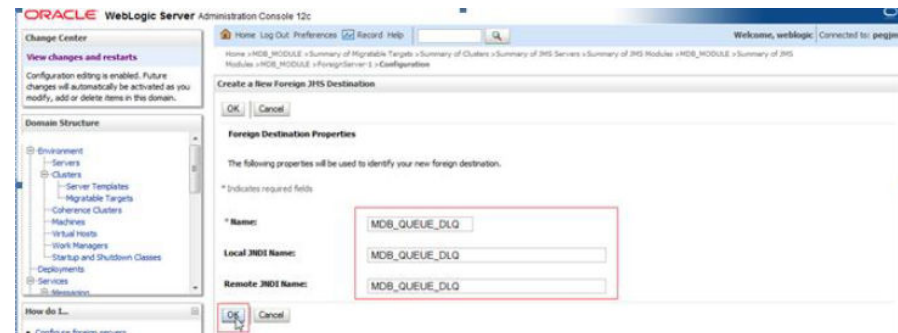 ORACLE WebLogic Server Administration Console 12c
Change Center
View changes and restarts
Configuration editing is enabled. Future
changes will automatically be activated as you
modify, add or delete items in this domain.
Domain Structure
Environment
Servers
Clusters
Server Templates
Migratable Targets
Coherence Clusters
Machines
Virtual Hosts
Work Managers
Startup and Shutdown Classes
Deployments
Services
Messaging
How do I...
Configure foreign servers
Home Log Out Preferences Record Help
Welcome, weblogic Connected to:
Home >MDB_MODULE >Summary of Migratable Targets >Summary of Clusters >Summary of JMS Servers >Summary of JMS Modules >MDB_MODULE >Summary of JMS
Modules >MDB_MODULE >ForeignServer-1 >Configuration
Create a New Foreign JMS Destination
OK Cancel
Foreign Destination Properties
The following properties will be used to identify your new foreign destination.
* Indicates required fields
* Name: MDB_QUEUE_DLQ
Local JNDI Name: MDB_QUEUE_DLQ
Remote JNDI Name: MDB_QUEUE_DLQ
OK Cancel